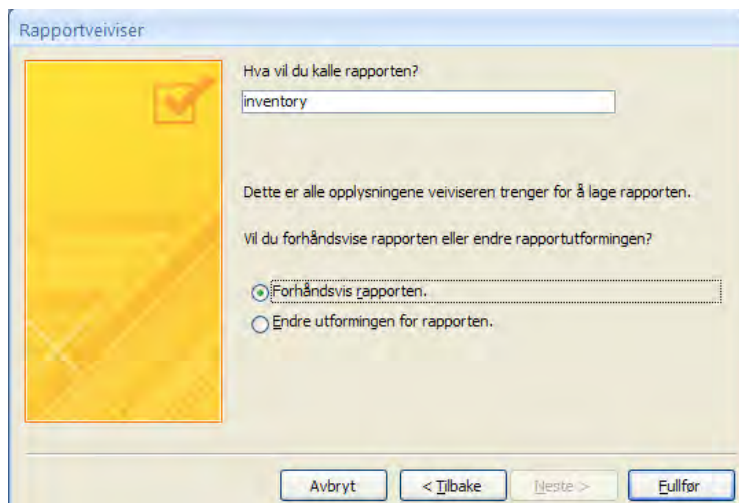 Rapportveiviser
Hva vil du kalle rapporten?
inventory
Dette er alle opplysningene veiviseren trenger for å lage rapporten.
Vil du forhåndsvise rapporten eller endre rapportutformingen?
Forhåndsvis rapporten.
Endre utformingen for rapporten.
Avbryt
< Tilbake
Neste >
Fullfør